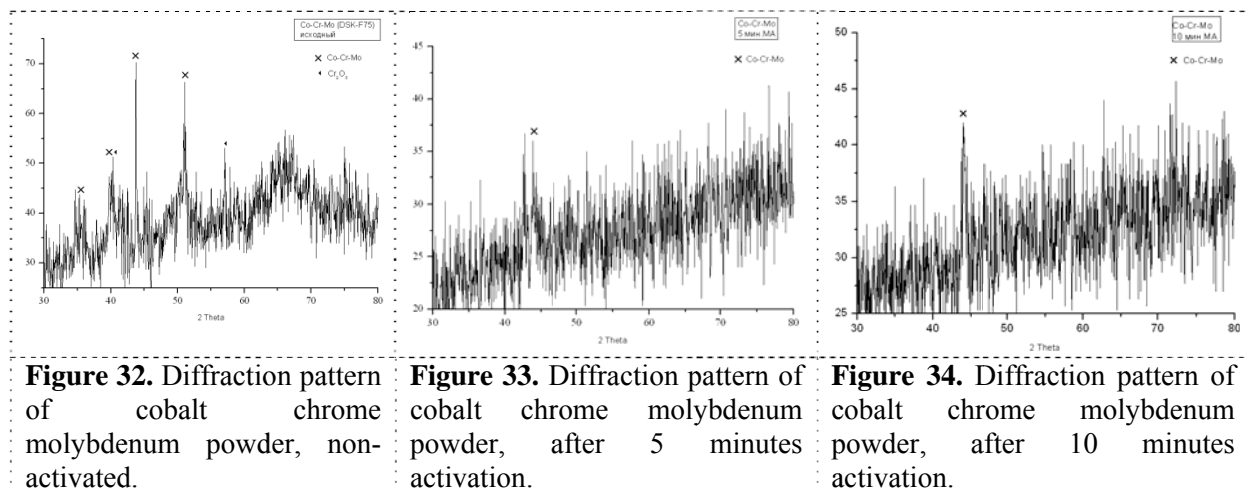 Co-Cr-Mo (DSK-F75)
исходный
× Co-Cr-Mo
Cr₂O₃
70
60
50
40
30
30 40 50 60 70 80
2 Theta
Co-Cr-Mo
5 мин МА
× Co-Cr-Mo
45
40
35
30
25
20
30 40 50 60 70 80
2 Theta
Co-Cr-Mo
10 мин МА
× Co-Cr-Mo
50
45
40
35
30
25
30 40 50 60 70 80
2 Theta
Figure 32. Diffraction pattern
of cobalt chrome
molybdenum powder, non-
activated.
Figure 33. Diffraction pattern of
cobalt chrome molybdenum
powder, after 5 minutes
activation.
Figure 34. Diffraction pattern of
cobalt chrome molybdenum
powder, after 10 minutes
activation.